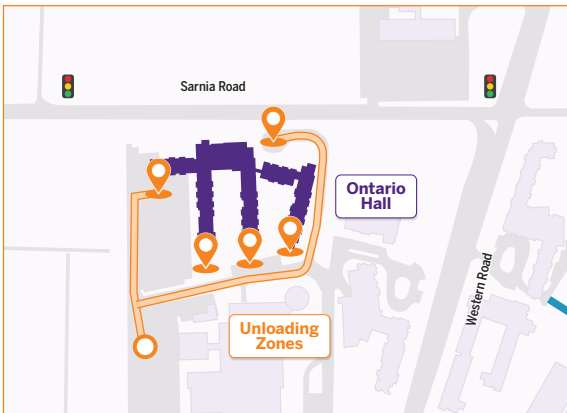 Sarnia Road
Ontario
Hall
Western Road
Unloading
Zones